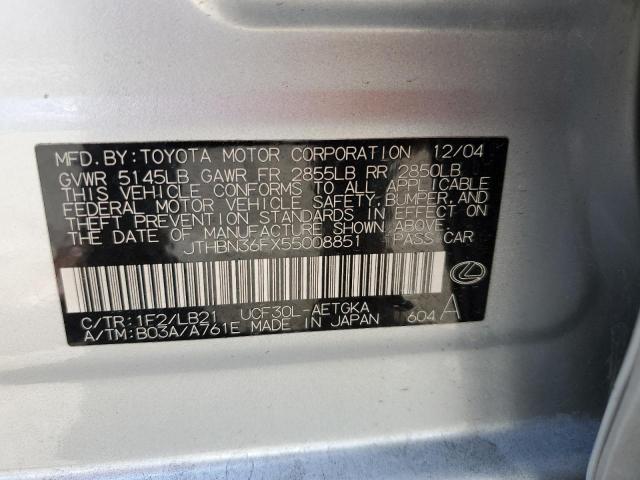 MFD. BY: TOYOTA MOTOR CORPORATION 12/04
GVWR 5145LB GAWR FR 2855LB RR 2850LB
THIS VEHICLE CONFORMS TO ALL APPLICABLE
FEDERAL MOTOR VEHICLE SAFETY, BUMPER, AND
THEFT PREVENTION STANDARDS IN EFFECT ON
THE DATE OF MANUFACTURE SHOWN ABOVE.
JTHBN36FX55008851 PASS CAR
C/TR: 1F2/LB21 UCF30L-AETGKA
A/TM: B03A/A761E MADE IN JAPAN 604 A